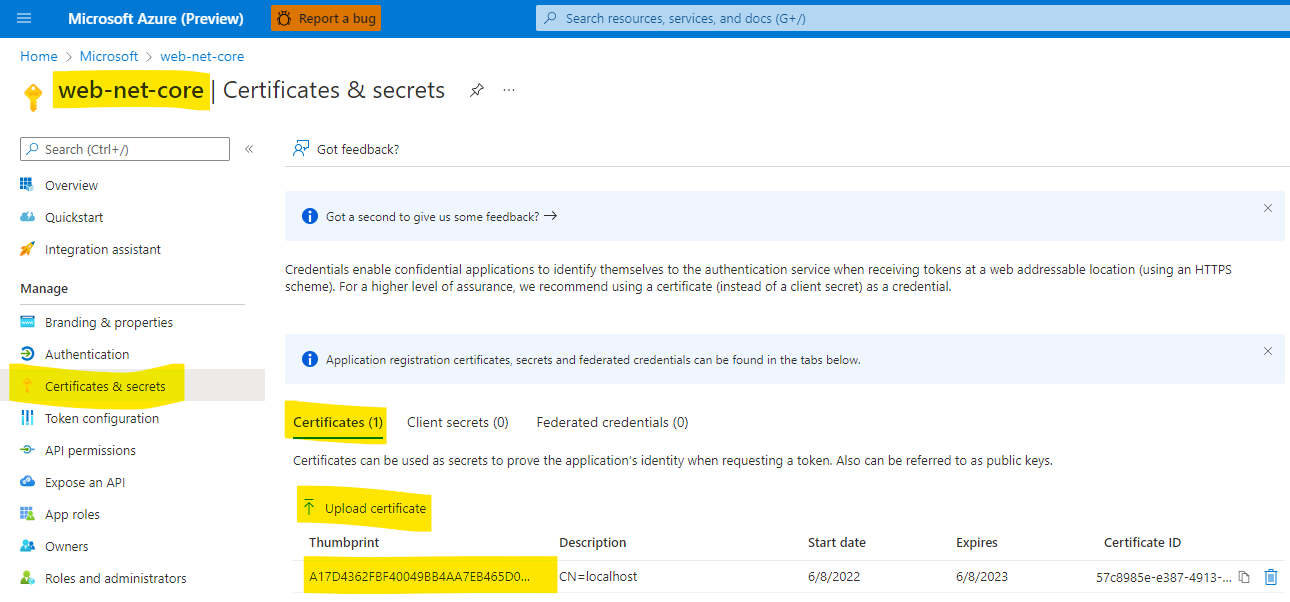 Microsoft Azure (Preview)
Report a bug
Search resources, services, and docs (G+/)
Home > Microsoft > web-net-core
web-net-core | Certificates & secrets
...
Search (Ctrl+/)
«
Overview
Quickstart
Integration assistant
Manage
Branding & properties
Authentication
Certificates & secrets
Token configuration
API permissions
Expose an API
App roles
Owners
Roles and administrators
Got feedback?
Got a second to give us some feedback? →
Credentials enable confidential applications to identify themselves to the authentication service when receiving tokens at a web addressable location (using an HTTPS
scheme). For a higher level of assurance, we recommend using a certificate (instead of a client secret) as a credential.
Application registration certificates, secrets and federated credentials can be found in the tabs below.
Certificates (1) Client secrets (0) Federated credentials (0)
Certificates can be used as secrets to prove the application's identity when requesting a token. Also can be referred to as public keys.
Upload certificate
Thumbprint Description Start date Expires Certificate ID
A17D4362FBF40049BB4AA7EB465D0... CN=localhost 6/8/2022 6/8/2023 57c8985e-e387-4913-...